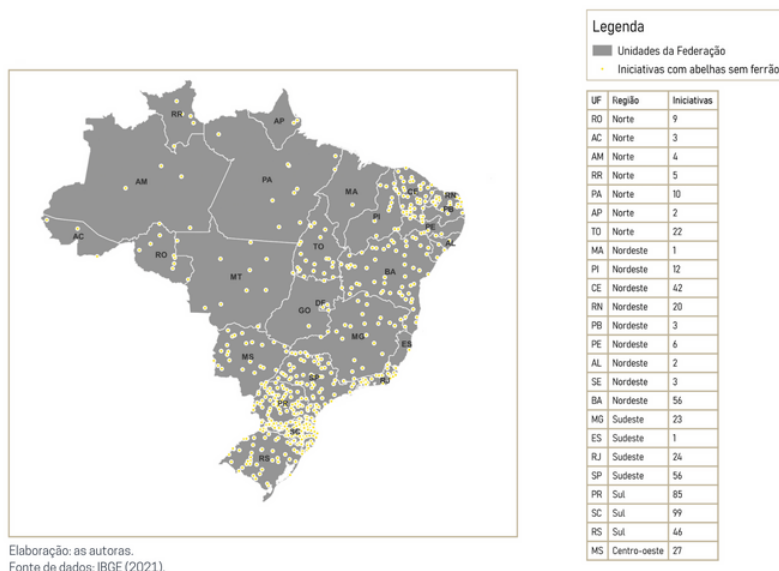 Legenda
Unidades da Federação
Iniciativas com abelhas sem ferrão
UF Região Iniciativas
RO Norte 9
AC Norte 3
AM Norte 4
RR Norte 5
PA Norte 10
AP Norte 2
TO Norte 22
MA Nordeste 1
PI Nordeste 12
CE Nordeste 42
RN Nordeste 20
PB Nordeste 3
PE Nordeste 6
AL Nordeste 2
SE Nordeste 3
BA Nordeste 56
MG Sudeste 23
ES Sudeste 1
RJ Sudeste 24
SP Sudeste 56
PR Sul 85
SC Sul 99
RS Sul 46
MS Centro-oeste 27
RR
AP
AM
PA
MA
CE
RN
PB
PI
PE
AL
AC
TO
RO
BA
MT
DF
GO
MG
ES
MS
SP
RJ
PR
SC
RS
Elaboração: as autoras.
Fonte de dados: IBGE (2021).